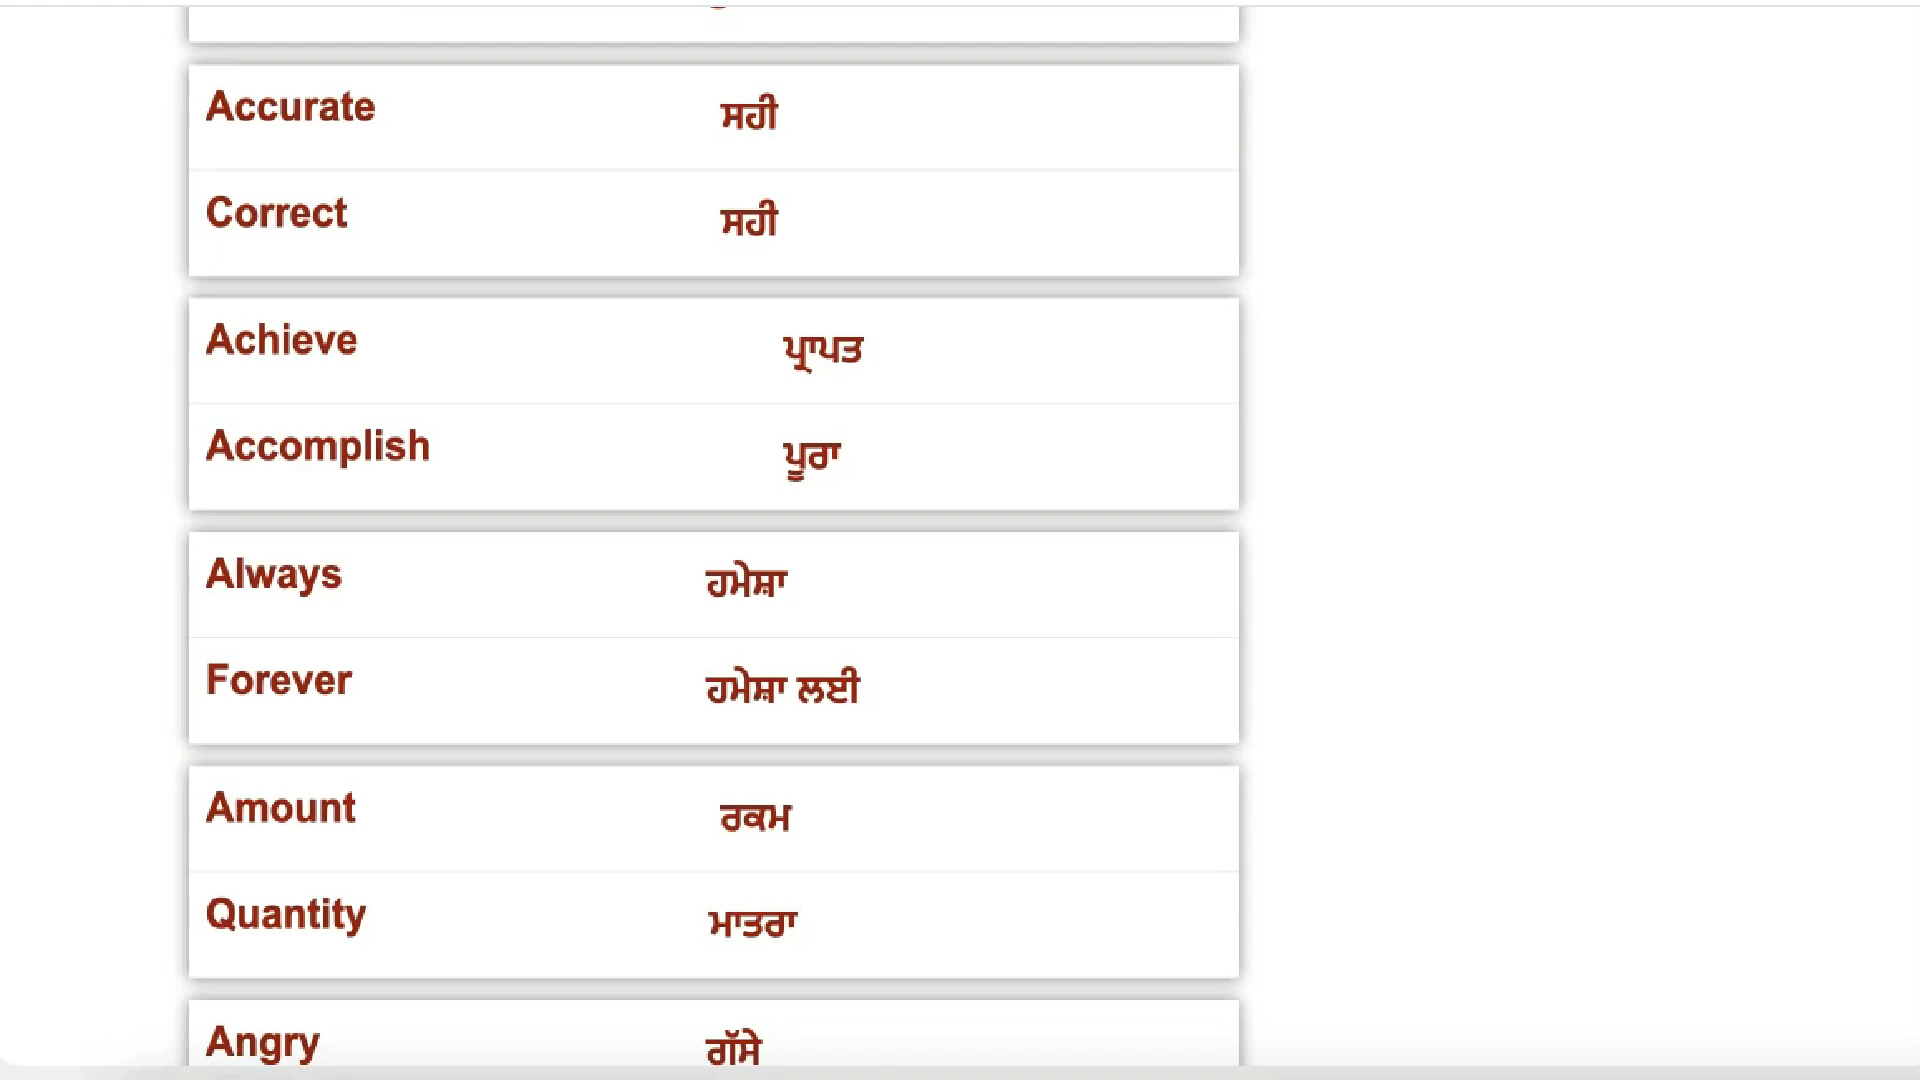 Accurate ਸਹੀ
Correct ਸਹੀ
Achieve ਪ੍ਰਾਪਤ
Accomplish ਪੂਰਾ
Always ਹਮੇਸ਼ਾ
Forever ਹਮੇਸ਼ਾ ਲਈ
Amount ਰਕਮ
Quantity ਮਾਤਰਾ
Angry